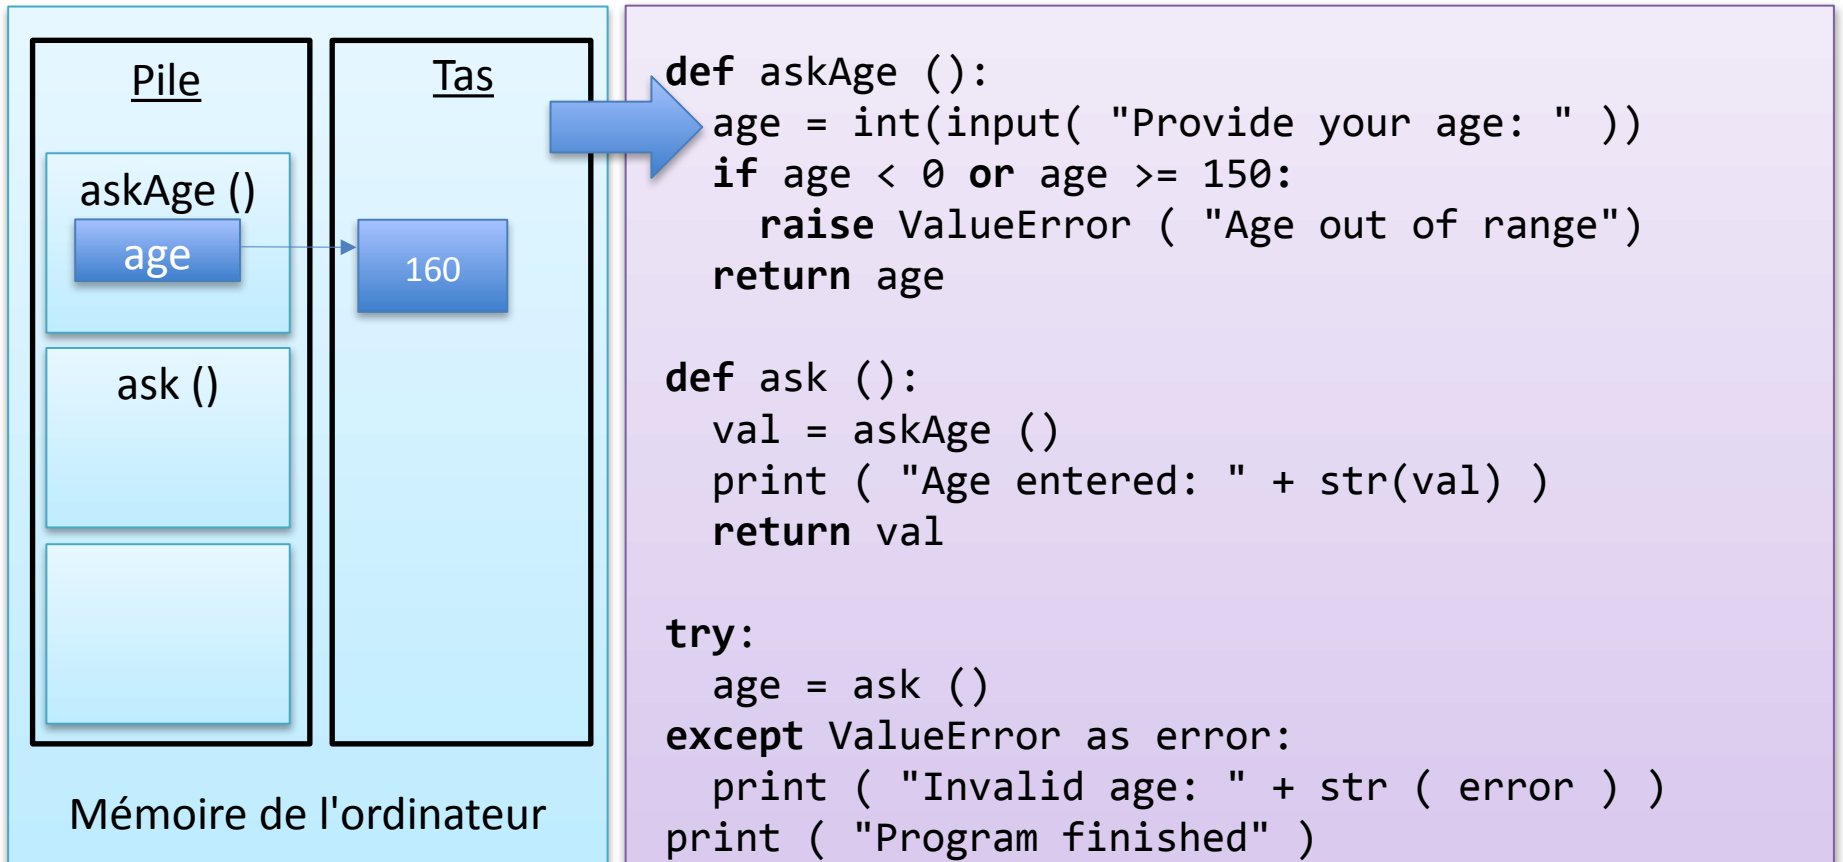 Pile
Tas
askAge ()
age
160
ask ()
Mémoire de l'ordinateur
def askAge ():
  age = int(input( "Provide your age: " ))
  if age < 0 or age >= 150:
    raise ValueError ( "Age out of range")
  return age

def ask ():
  val = askAge ()
  print ( "Age entered: " + str(val) )
  return val

try:
  age = ask ()
except ValueError as error:
  print ( "Invalid age: " + str ( error ) )
print ( "Program finished" )